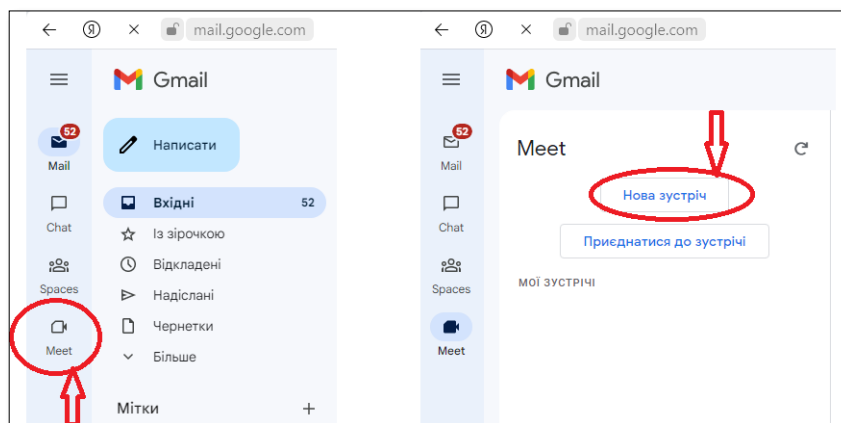 mail.google.com
Gmail
52
Mail
Написати
Вхідні 52
Chat
Із зірочкою
Відкладені
Spaces
Надіслані
Чернетки
Meet
Більше
Мітки +
mail.google.com
Gmail
52
Mail
Meet
Нова зустріч
Chat
Приєднатися до зустрічі
Spaces
МОЇ ЗУСТРІЧІ
Meet